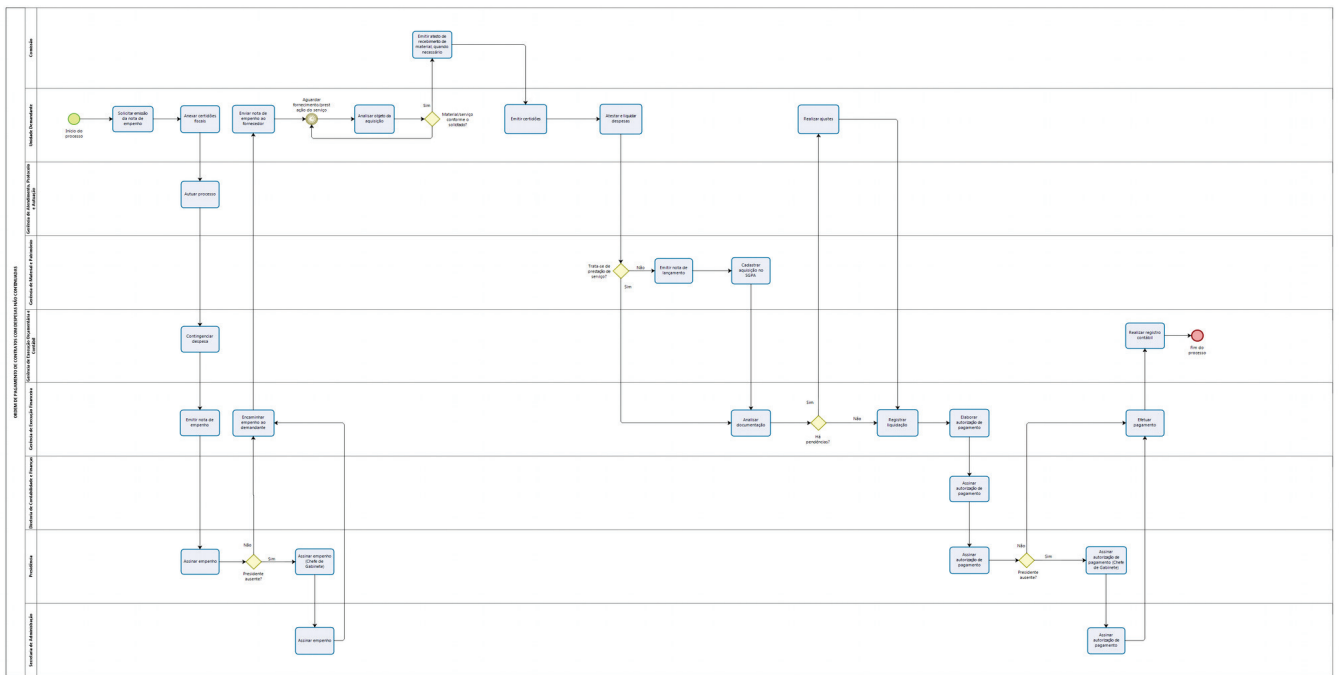 ORDEM DE PAGAMENTO DE CONTRATOS COM DESPESAS NÃO CONTINUADAS
Comissão
Emitir atesto de
recebimento de
material, quando
necessário
Unidade Demandante
Início do
processo
Solicitar emissão
da nota de
empenho
Anexar certidões
fiscais
Enviar nota de
empenho ao
fornecedor
Aguardar
fornecimento/prest
ação do serviço
Analisar objeto de
aquisição
Sim
Material/serviço
conforme o
contratado?
Emitir certidões
Atestar e liquidar
despesas
Realizar ajustes
Gerência de Atendimento, Protocolo
e Autuação
Autuar processo
Gerência de Material e Patrimônio
Trata-se de
prestação de
serviço?
Não
Sim
Emitir nota de
lançamento
Cadastrar
aquisição no
SGPA
Gerência de Execução Orçamentária e
Contábil
Contingenciar
despesa
Realizar registro
contábil
Fim do
processo
Gerência de Execução Financeira
Emitir nota de
empenho
Encaminhar
empenho ao
demandante
Analisar
documentação
Sim
Há
pendências?
Não
Registrar
liquidação
Elaborar
autorização de
pagamento
Efetuar
pagamento
Diretoria de Contabilidade e Finanças
Assinar
autorização de
pagamento
Presidência
Assinar empenho
Não
Sim
Presidente
ausente?
Assinar empenho
(Chefe de
Gabinete)
Assinar
autorização de
pagamento
Não
Sim
Presidente
ausente?
Assinar
autorização de
pagamento (Chefe
de Gabinete)
Secretaria de Administração
Assinar empenho
Assinar
autorização de
pagamento